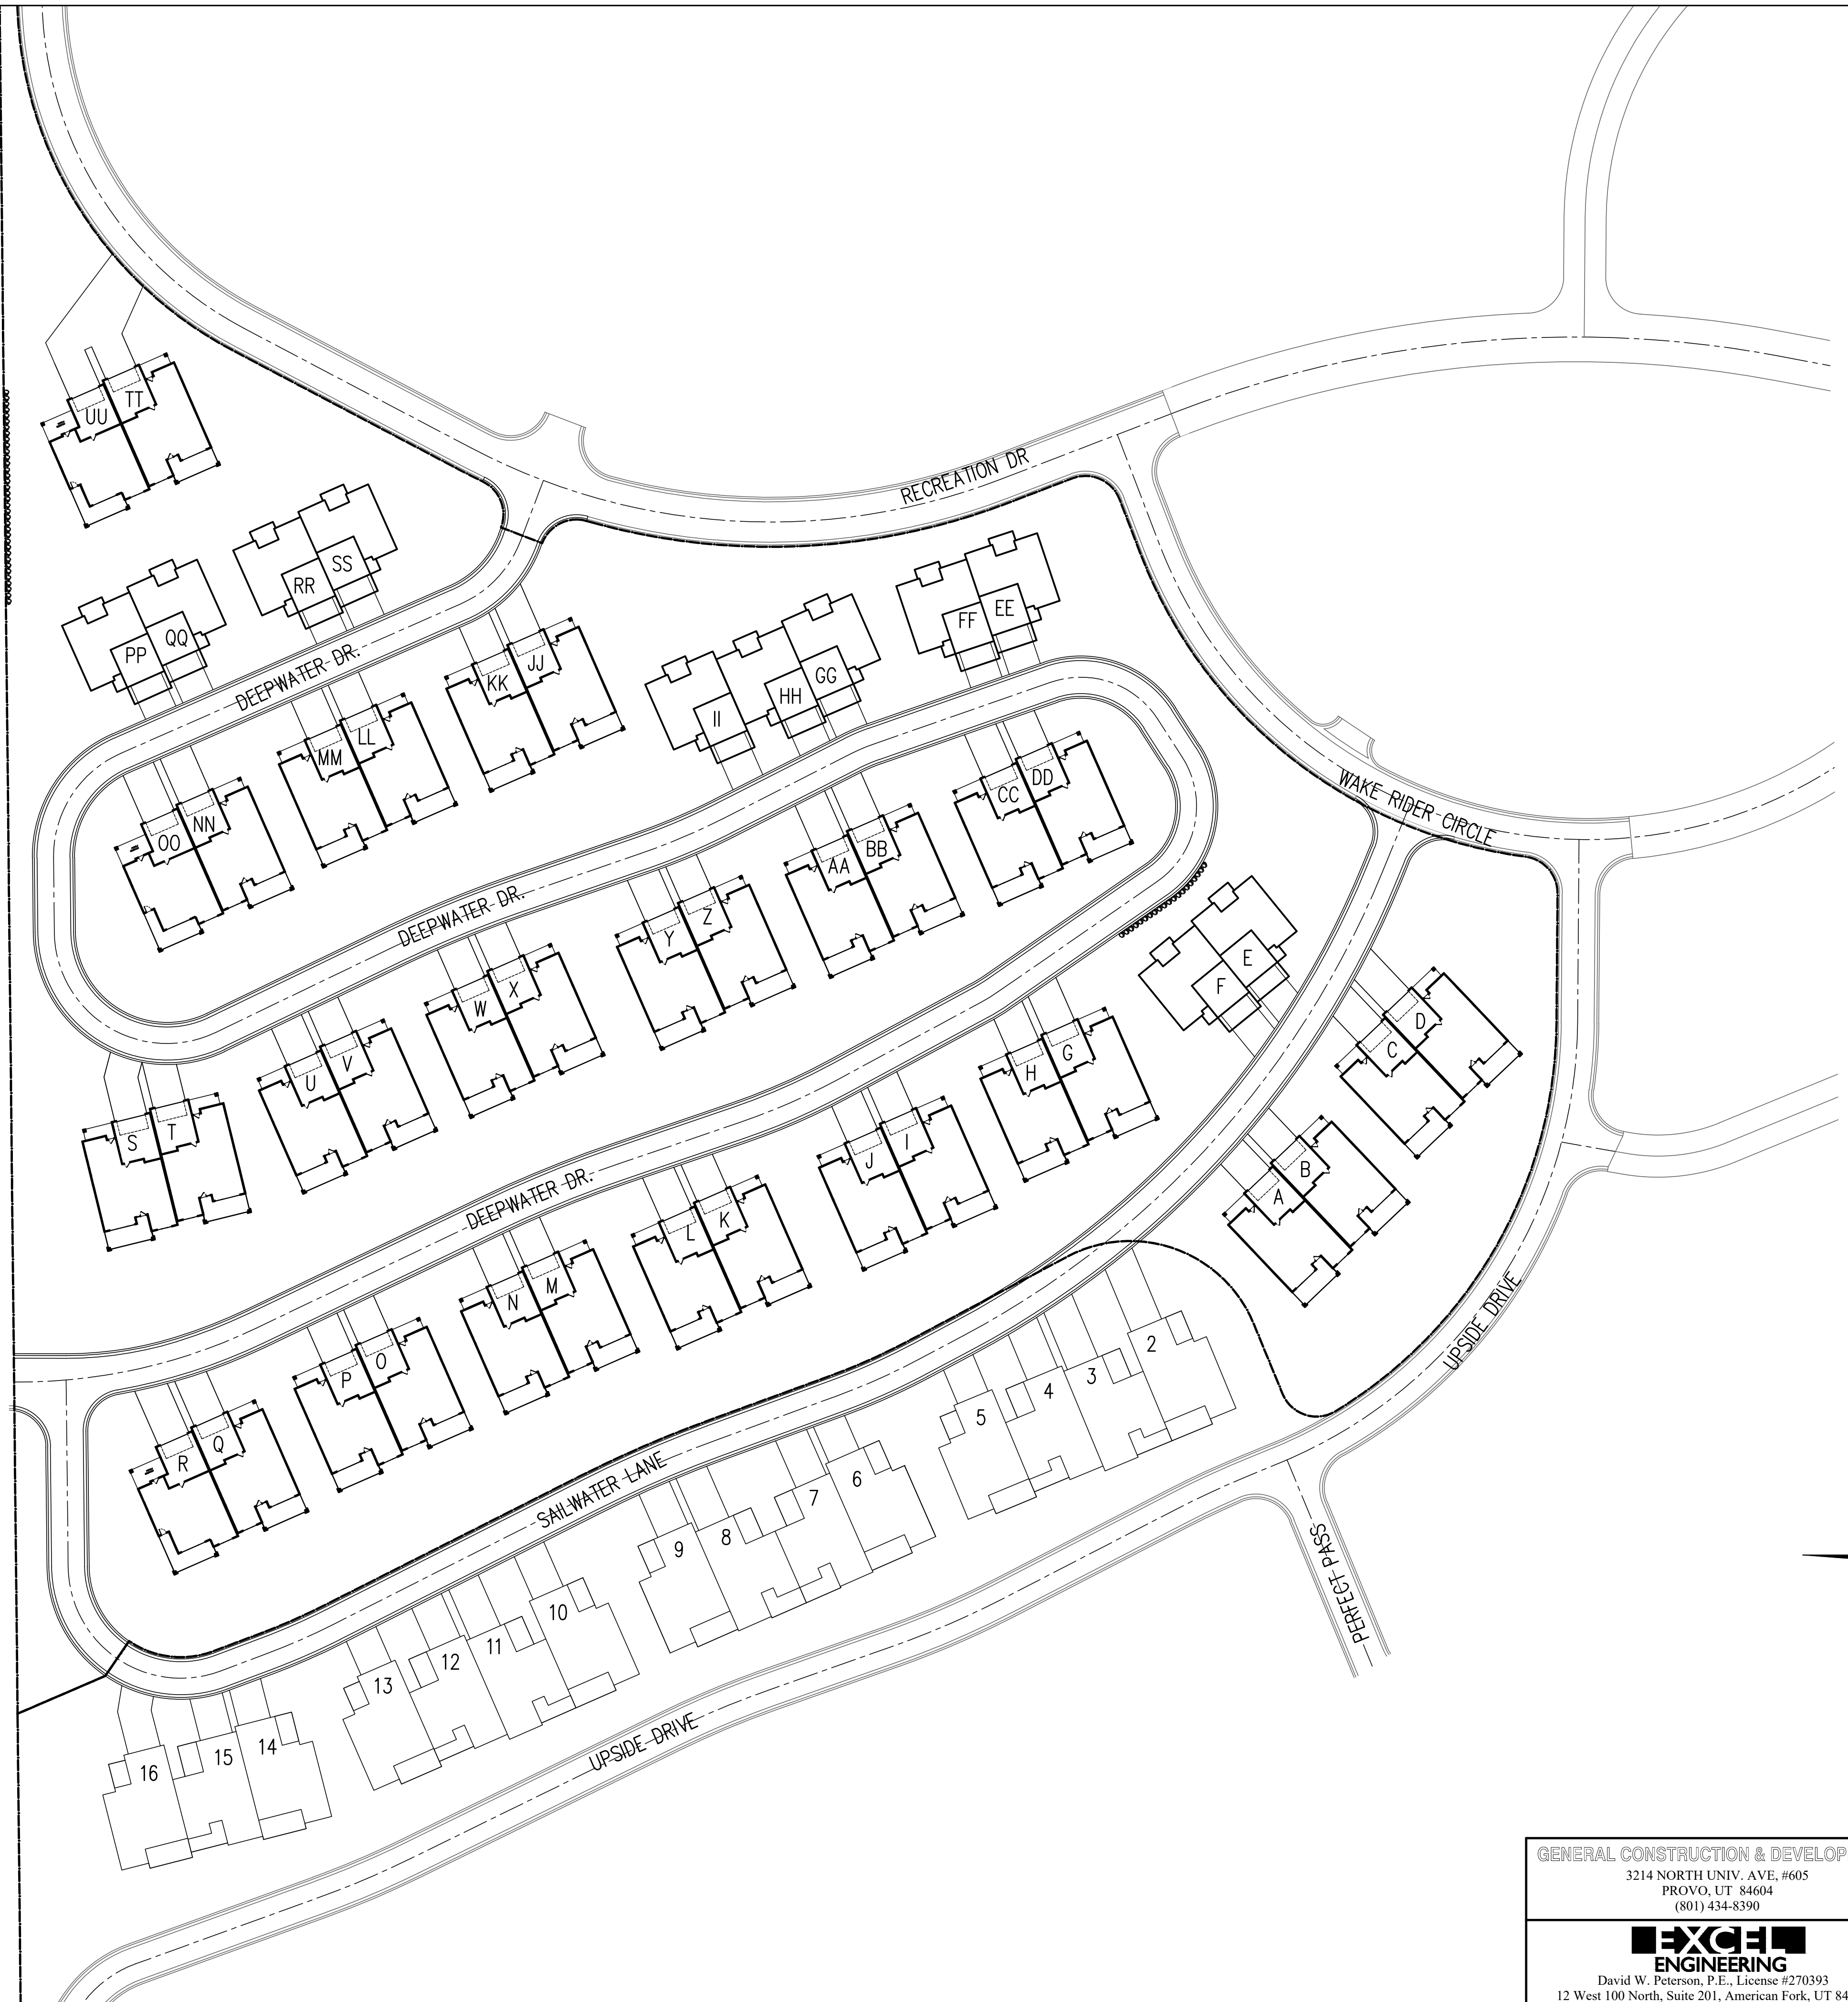 TT
UU
RECREATION DR
SS
RR
EE
FF
QQ
PP
DEEPWATER DR.
JJ
KK
GG
HH
II
LL
MM
DD
CC
WAKE RIDER CIRCLE
NN
OO
BB
AA
DEEPWATER DR.
Z
Y
X
W
E
F
D
C
V
U
G
H
T
S
I
J
B
A
DEEPWATER DR.
K
L
M
N
UPSIDE DRIVE
O
P
2
3
4
5
Q
R
6
7
8
9
SAILWATER LANE
PERFECT PASS
10
11
12
13
UPSIDE DRIVE
14
15
16
GENERAL CONSTRUCTION & DEVELOP
3214 NORTH UNIV. AVE, #605
PROVO, UT 84604
(801) 434-8390
EXCEL
ENGINEERING
David W. Peterson, P.E., License #270393
12 West 100 North, Suite 201, American Fork, UT 84